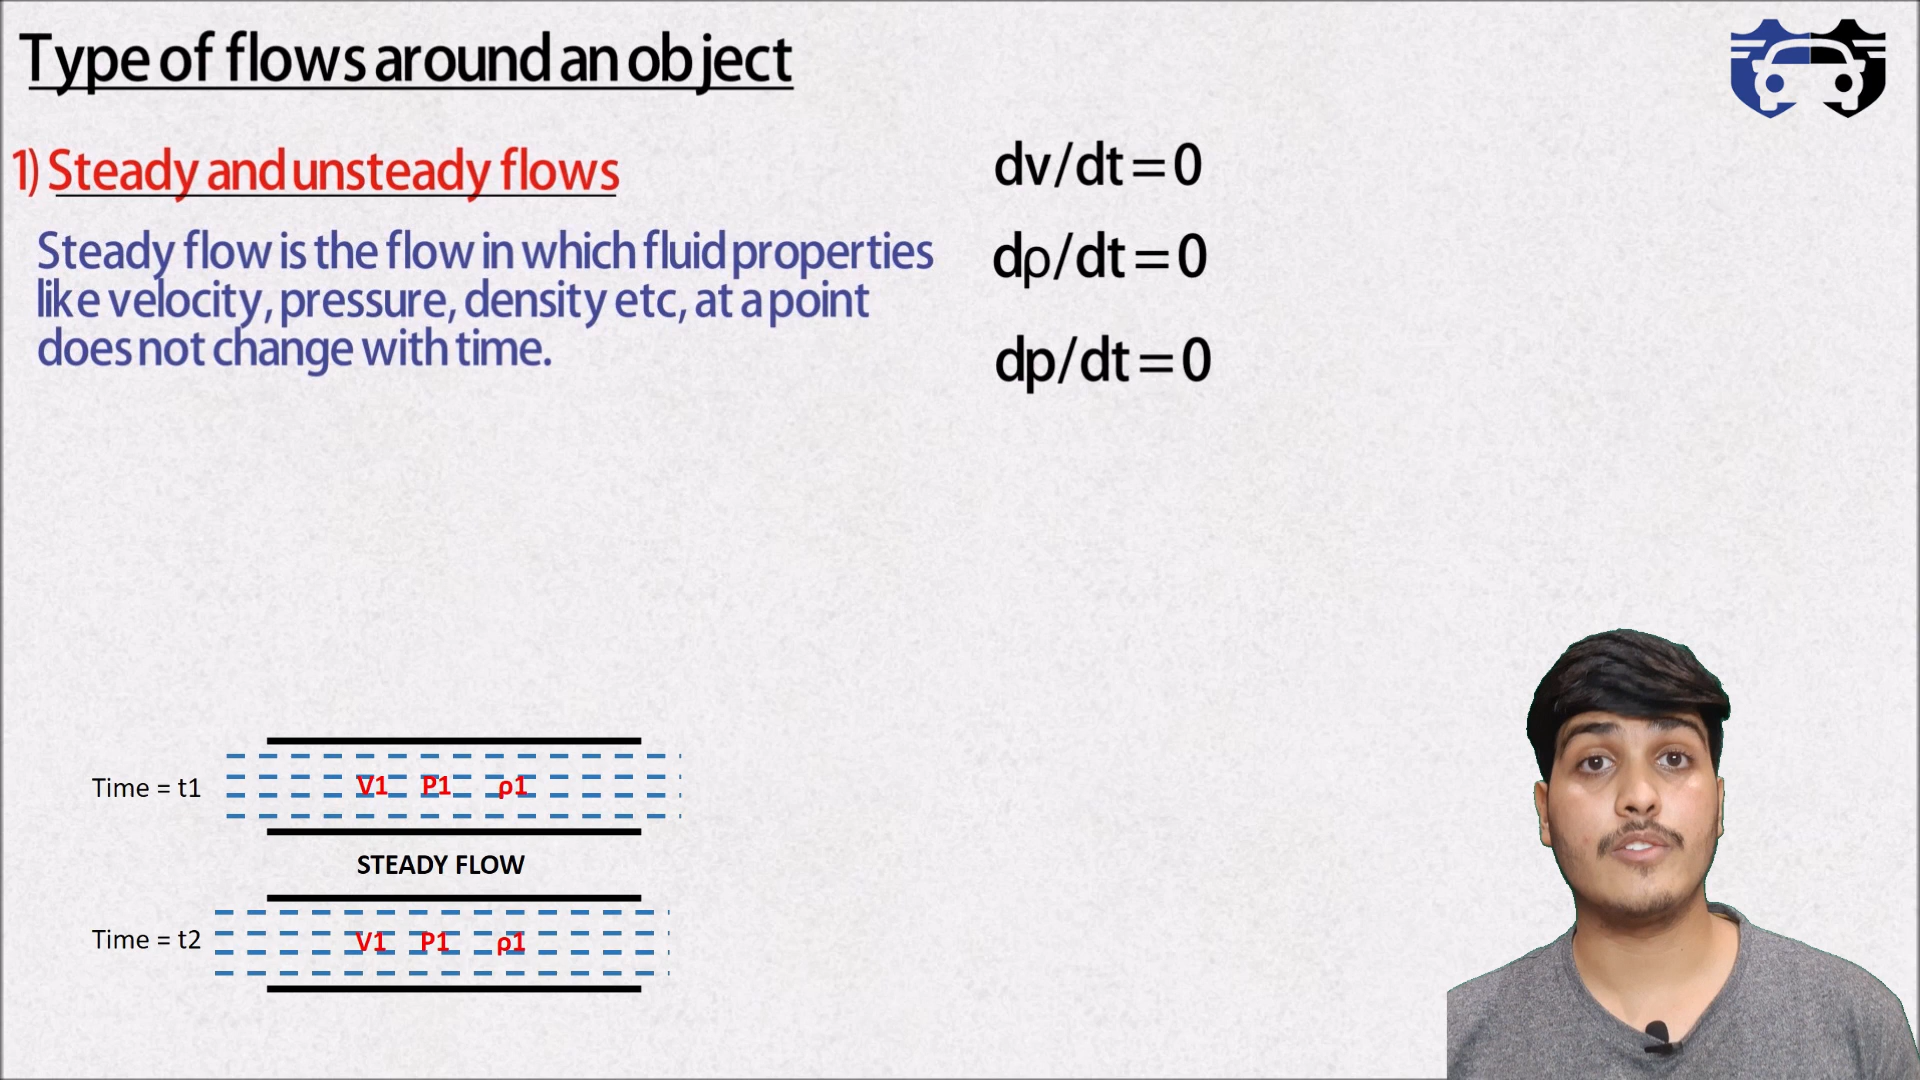 Type of flows around an object
1) Steady and unsteady flows
Steady flow is the flow in which fluid properties
like velocity, pressure, density etc, at a point
does not change with time.
dv/dt=0
dρ/dt=0
dp/dt=0
Time = t1
V1 P1 ρ1
STEADY FLOW
Time = t2
V1 P1 ρ1